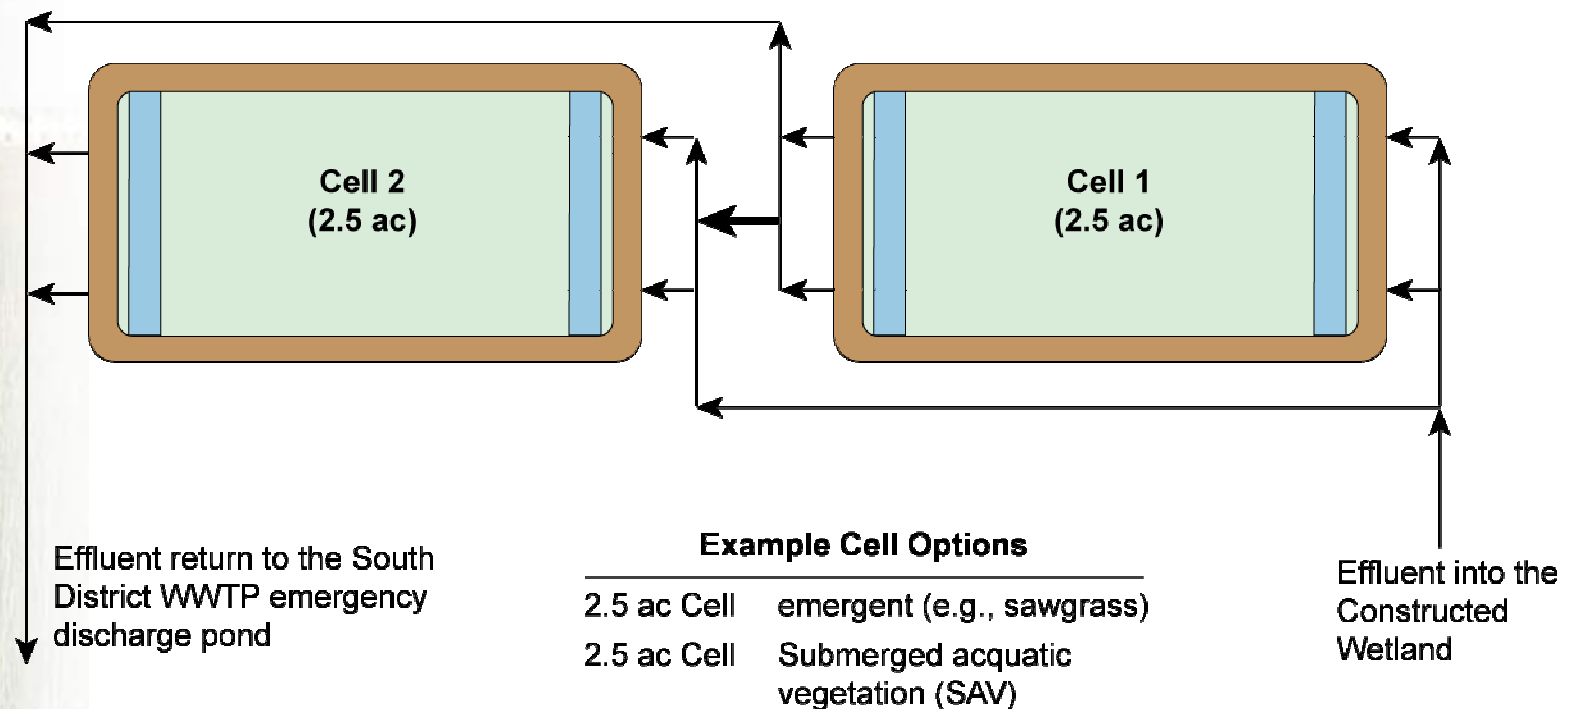 Cell 2
(2.5 ac)
Cell 1
(2.5 ac)
Effluent return to the South
District WWTP emergency
discharge pond
Example Cell Options
2.5 ac Cell emergent (e.g., sawgrass)
2.5 ac Cell Submerged acquatic
vegetation (SAV)
Effluent into the
Constructed
Wetland